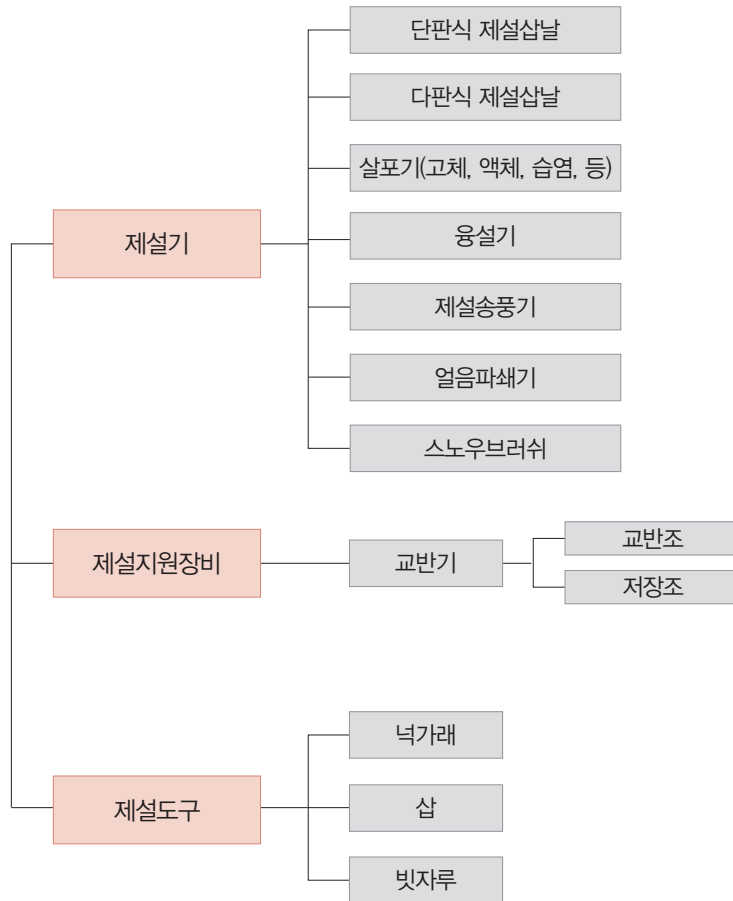 단판식 제설삽날
다판식 제설삽날
살포기(고체, 액체, 습염, 등)
제설기
융설기
제설송풍기
얼음파쇄기
스노우브러쉬
제설지원장비
교반기
교반조
저장조
넉가래
제설도구
삽
빗자루